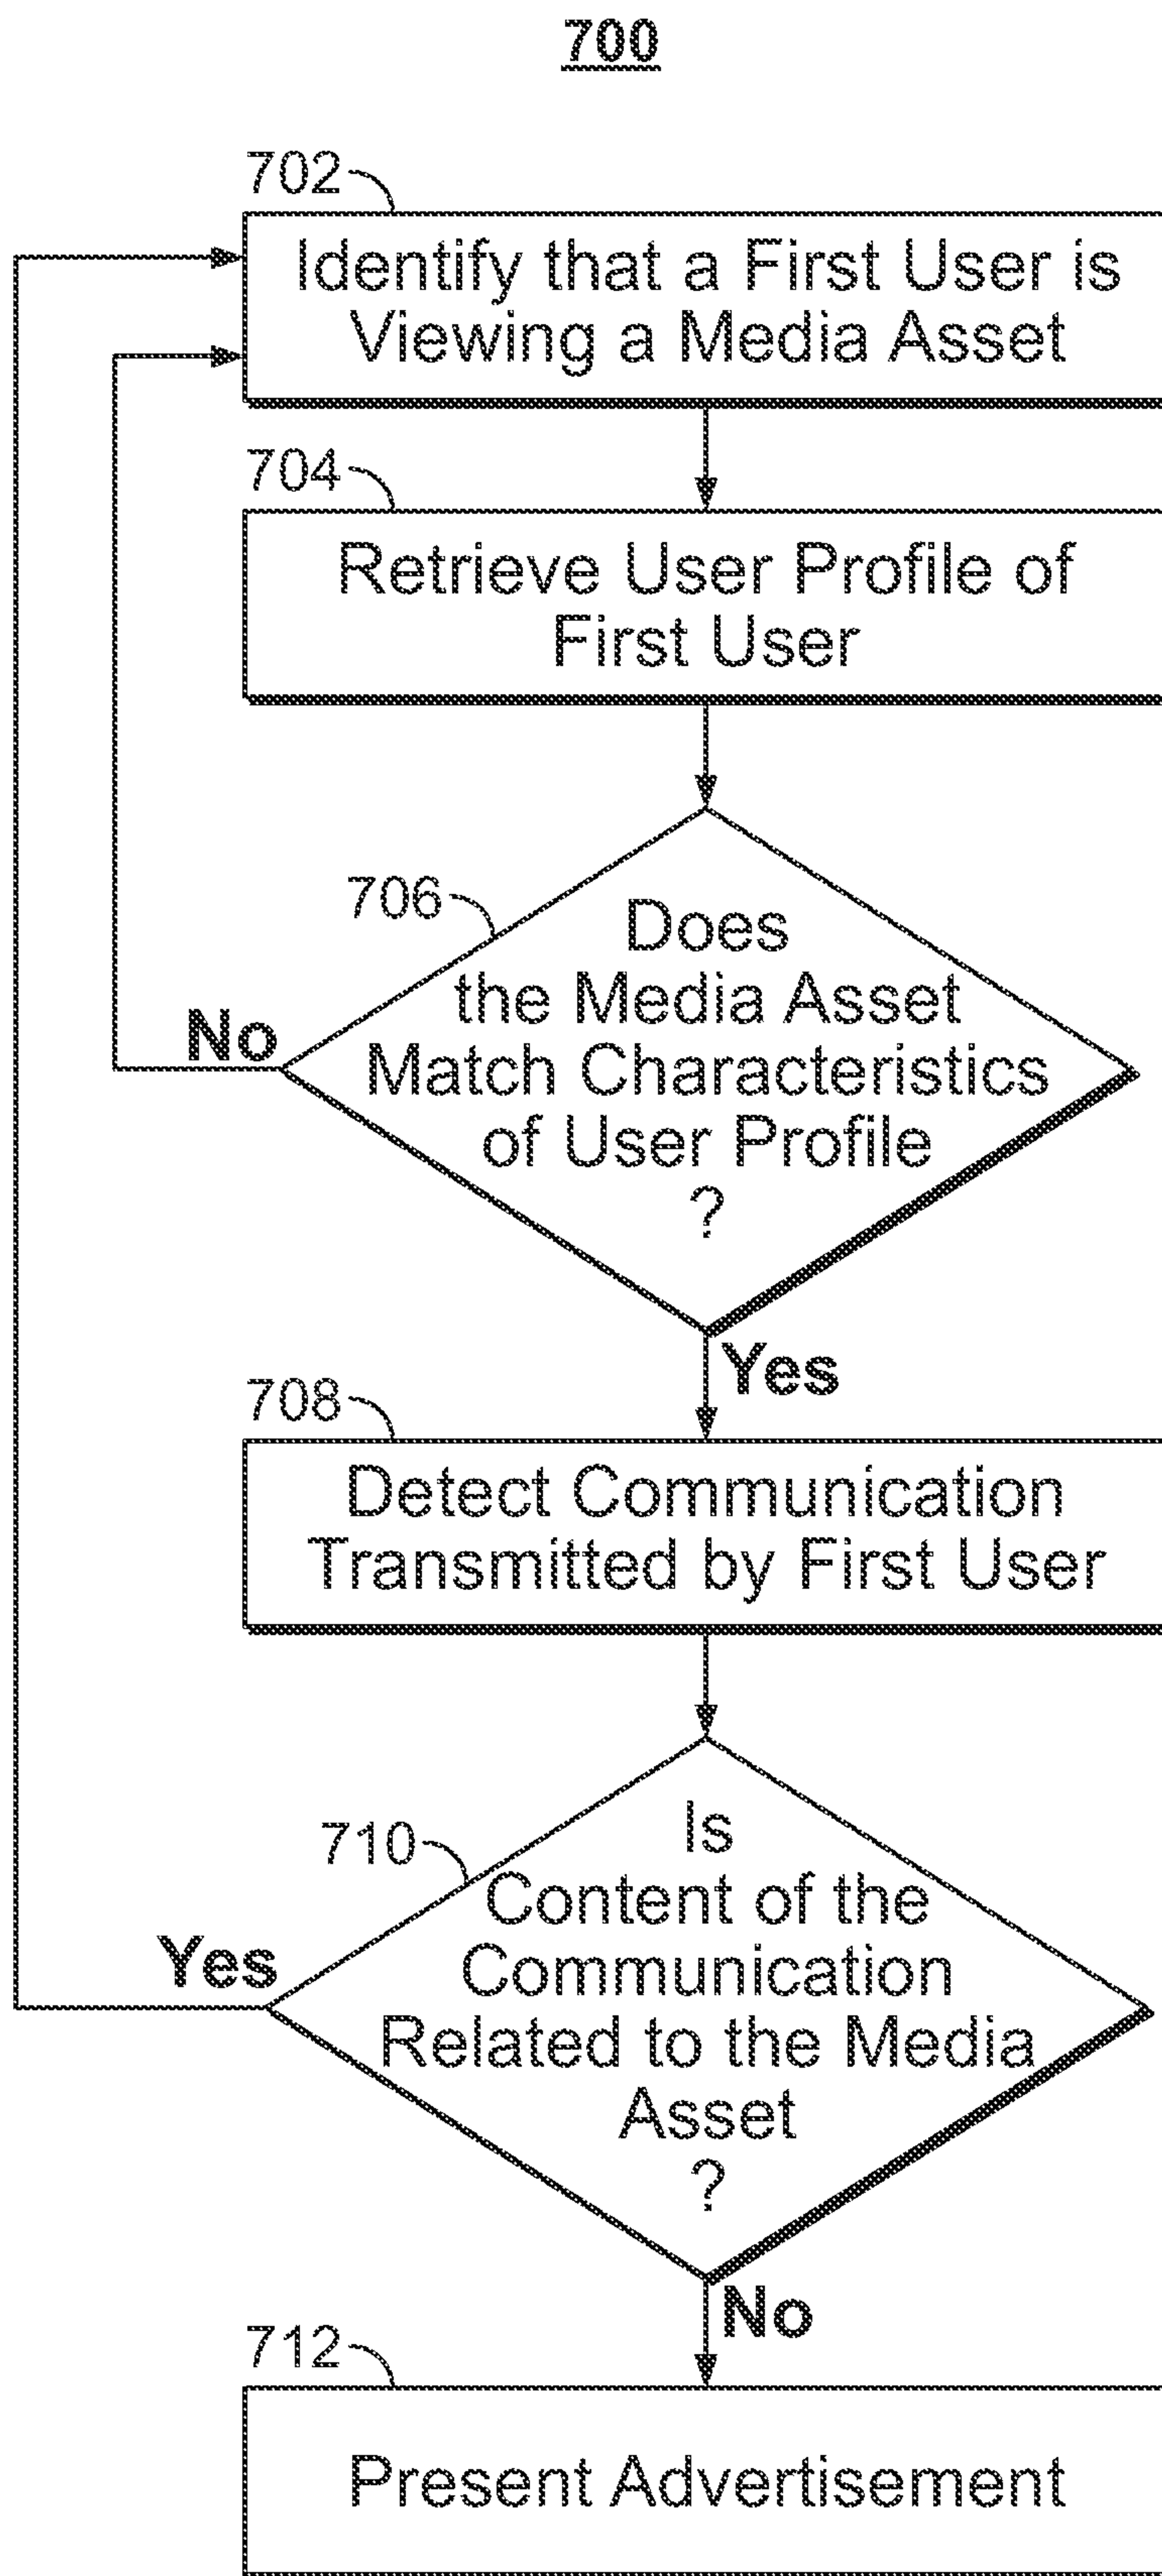 700
702
Identify that a First User is
Viewing a Media Asset
704
Retrieve User Profile of
First User
706
Does
the Media Asset
Match Characteristics
of User Profile
?
No
Yes
708
Detect Communication
Transmitted by First User
710
Is
Content of the
Communication
Related to the Media
Asset
?
Yes
No
712
Present Advertisement